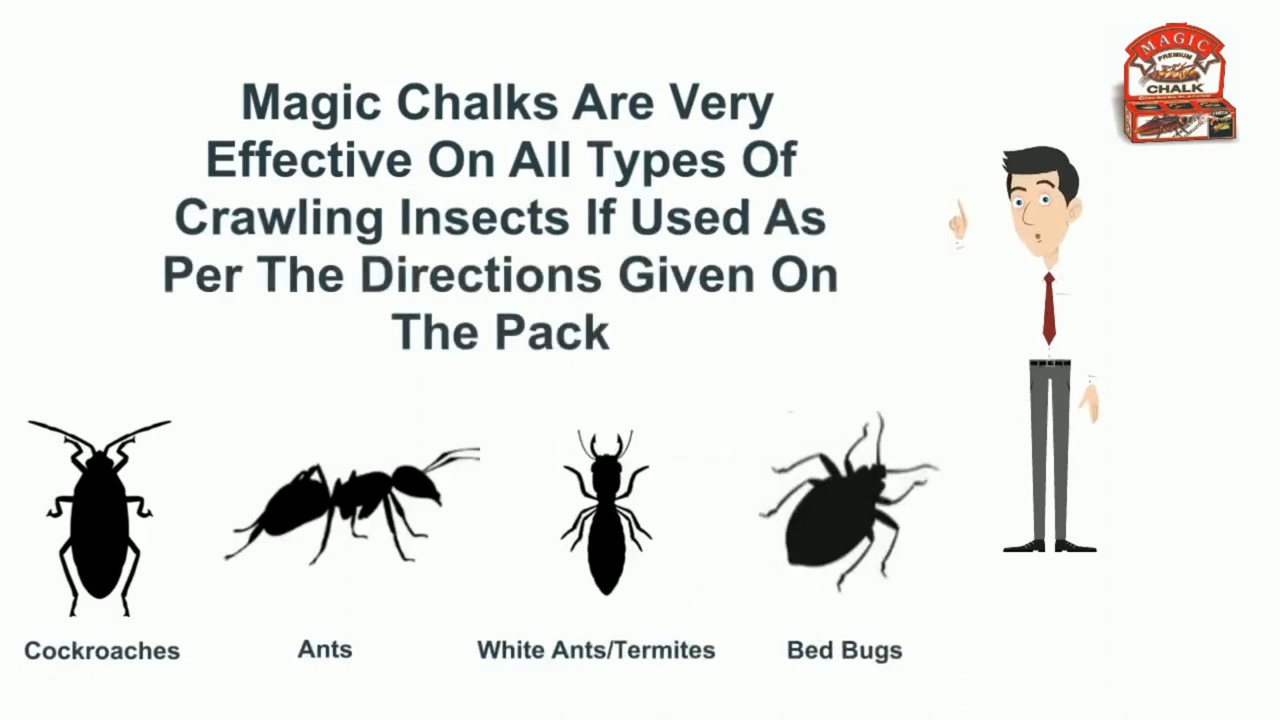 Magic Chalks Are Very
Effective On All Types Of
Crawling Insects If Used As
Per The Directions Given On
The Pack
MAGIC
PREMIUM
CHALK
Cockroaches
Ants
White Ants/Termites
Bed Bugs